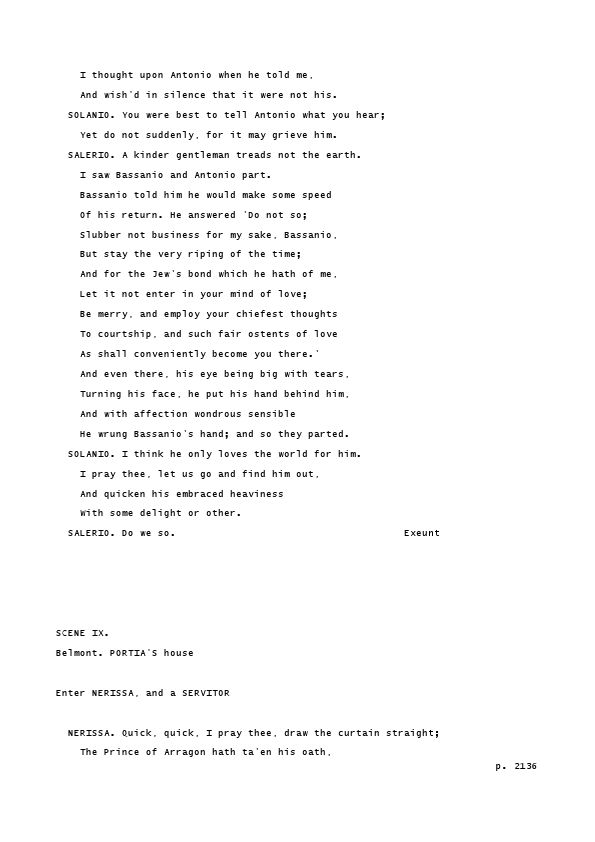 I thought upon Antonio when he told me,
And wish'd in silence that it were not his.
SOLANIO. You were best to tell Antonio what you hear;
Yet do not suddenly, for it may grieve him.
SALERIO. A kinder gentleman treads not the earth.
I saw Bassanio and Antonio part.
Bassanio told him he would make some speed
Of his return. He answered 'Do not so;
Slubber not business for my sake, Bassanio,
But stay the very riping of the time;
And for the Jew's bond which he hath of me,
Let it not enter in your mind of love;
Be merry, and employ your chiefest thoughts
To courtship, and such fair ostents of love
As shall conveniently become you there.'
And even there, his eye being big with tears,
Turning his face, he put his hand behind him,
And with affection wondrous sensible
He wrung Bassanio's hand; and so they parted.
SOLANIO. I think he only loves the world for him.
I pray thee, let us go and find him out,
And quicken his embraced heaviness
With some delight or other.
SALERIO. Do we so. Exeunt
SCENE IX.
Belmont. PORTIA'S house
Enter NERISSA, and a SERVITOR
NERISSA. Quick, quick, I pray thee, draw the curtain straight;
The Prince of Arragon hath ta'en his oath,
p. 2136